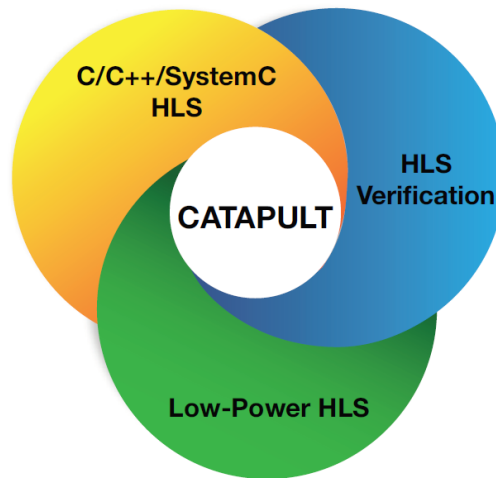 C/C++/SystemC
HLS
HLS
Verification
CATAPULT
Low-Power HLS